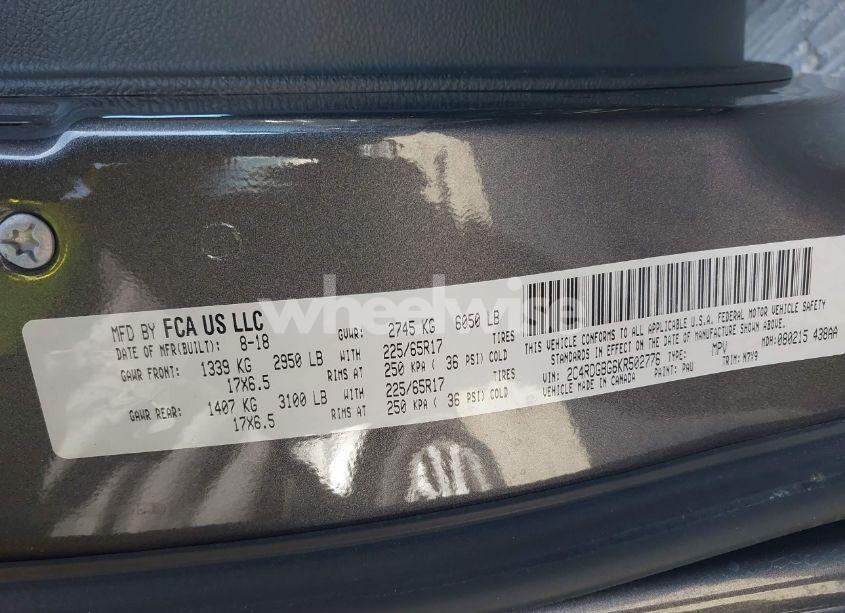 MFD BY FCA US LLC
DATE OF MFR(BUILT): 8-18 GVWR: 2745 KG 6050 LB
GAWR FRONT: 1339 KG 2950 LB WITH 225/65R17 TIRES
17X6.5 RIMS AT 250 KPA ( 36 PSI) COLD
GAWR REAR: 1407 KG 3100 LB WITH 225/65R17 TIRES
17X6.5 RIMS AT 250 KPA ( 36 PSI) COLD
THIS VEHICLE CONFORMS TO ALL APPLICABLE U.S.A. FEDERAL MOTOR VEHICLE SAFETY
STANDARDS IN EFFECT ON THE DATE OF MANUFACTURE SHOWN ABOVE.
VIN: 2C4RDGBG6KR502776 TYPE: MPV MDH: 080215 438AA
VEHICLE MADE IN CANADA PAINT: PAU TRIM: M7X9
wheelwise